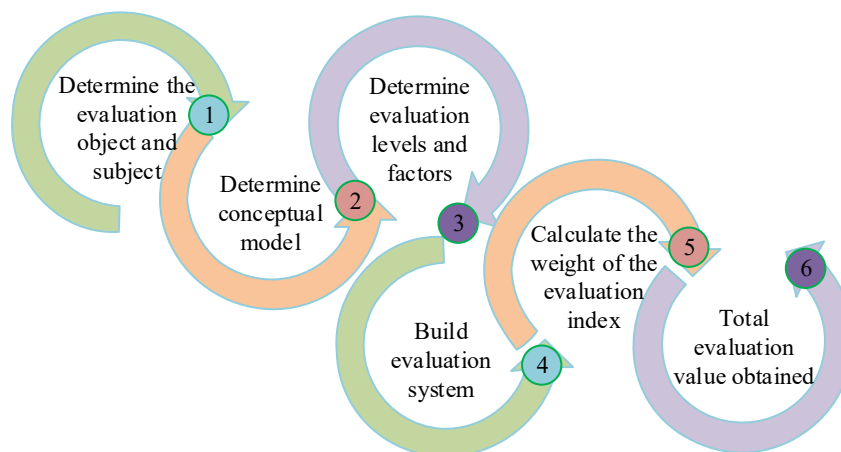 Determine the
evaluation
object and
subject
1
Determine
conceptual
model
2
Determine
evaluation
levels and
factors
3
Build
evaluation
system
4
Calculate the
weight of the
evaluation
index
5
Total
evaluation
value obtained
6